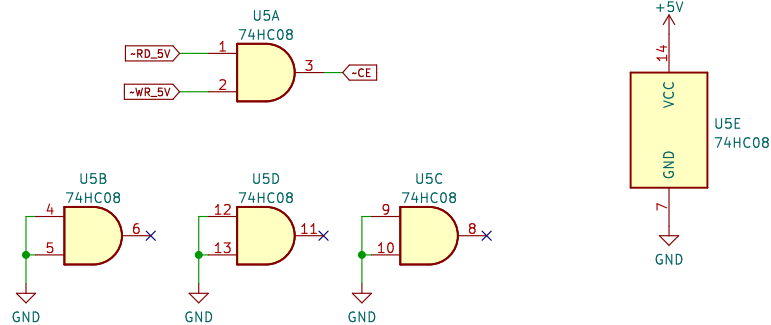 U5A
74HC08
~RD_5V
1
~WR_5V
2
3
~CE
+5V
14
VCC
GND
7
U5E
74HC08
GND
U5B
74HC08
4
5
6
GND
U5D
74HC08
12
13
11
GND
U5C
74HC08
9
10
8
GND